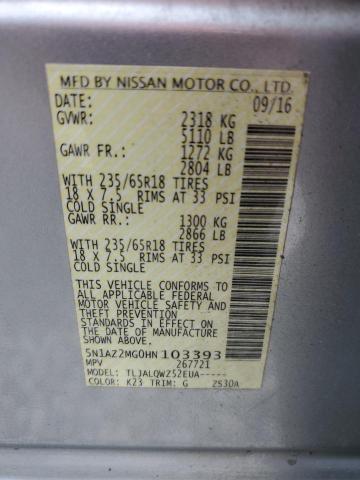 MFD BY NISSAN MOTOR CO., LTD.
DATE: 09/16
GVWR: 2318 KG
5110 LB
GAWR FR.: 1272 KG
2804 LB
WITH 235/65R18 TIRES
18 X 7.5 RIMS AT 33 PSI
COLD SINGLE
GAWR RR.: 1300 KG
2866 LB
WITH 235/65R18 TIRES
18 X 7.5 RIMS AT 33 PSI
COLD SINGLE
THIS VEHICLE CONFORMS TO
ALL APPLICABLE FEDERAL
MOTOR VEHICLE SAFETY
AND THEFT PREVENTION
STANDARDS IN EFFECT ON
THE DATE OF MANUFACTURE
SHOWN ABOVE.
5N1AZ2MG0HN103393
MPV 267721
MODEL: TLJALQWZ52EUA-----
COLOR: K23 TRIM: G ZS30A